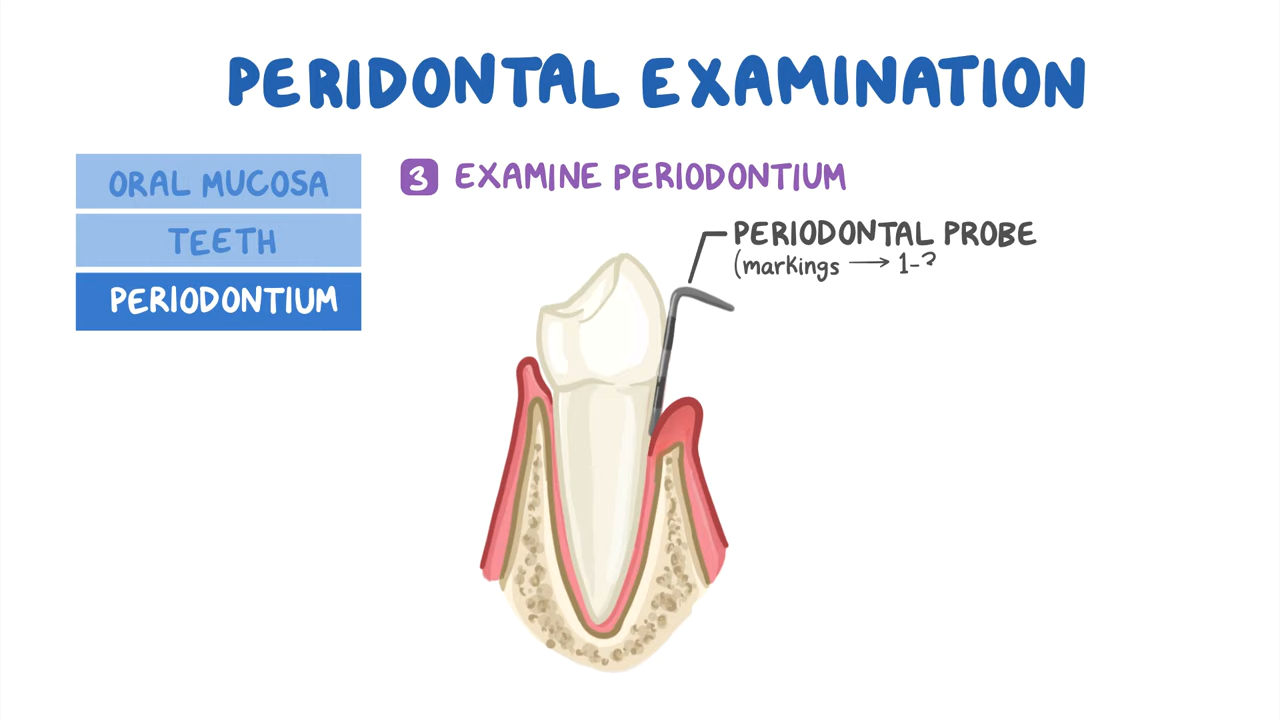 PERIDONTAL EXAMINATION
ORAL MUCOSA
TEETH
PERIODONTIUM
3 EXAMINE PERIODONTIUM
PERIODONTAL PROBE
(markings → 1-